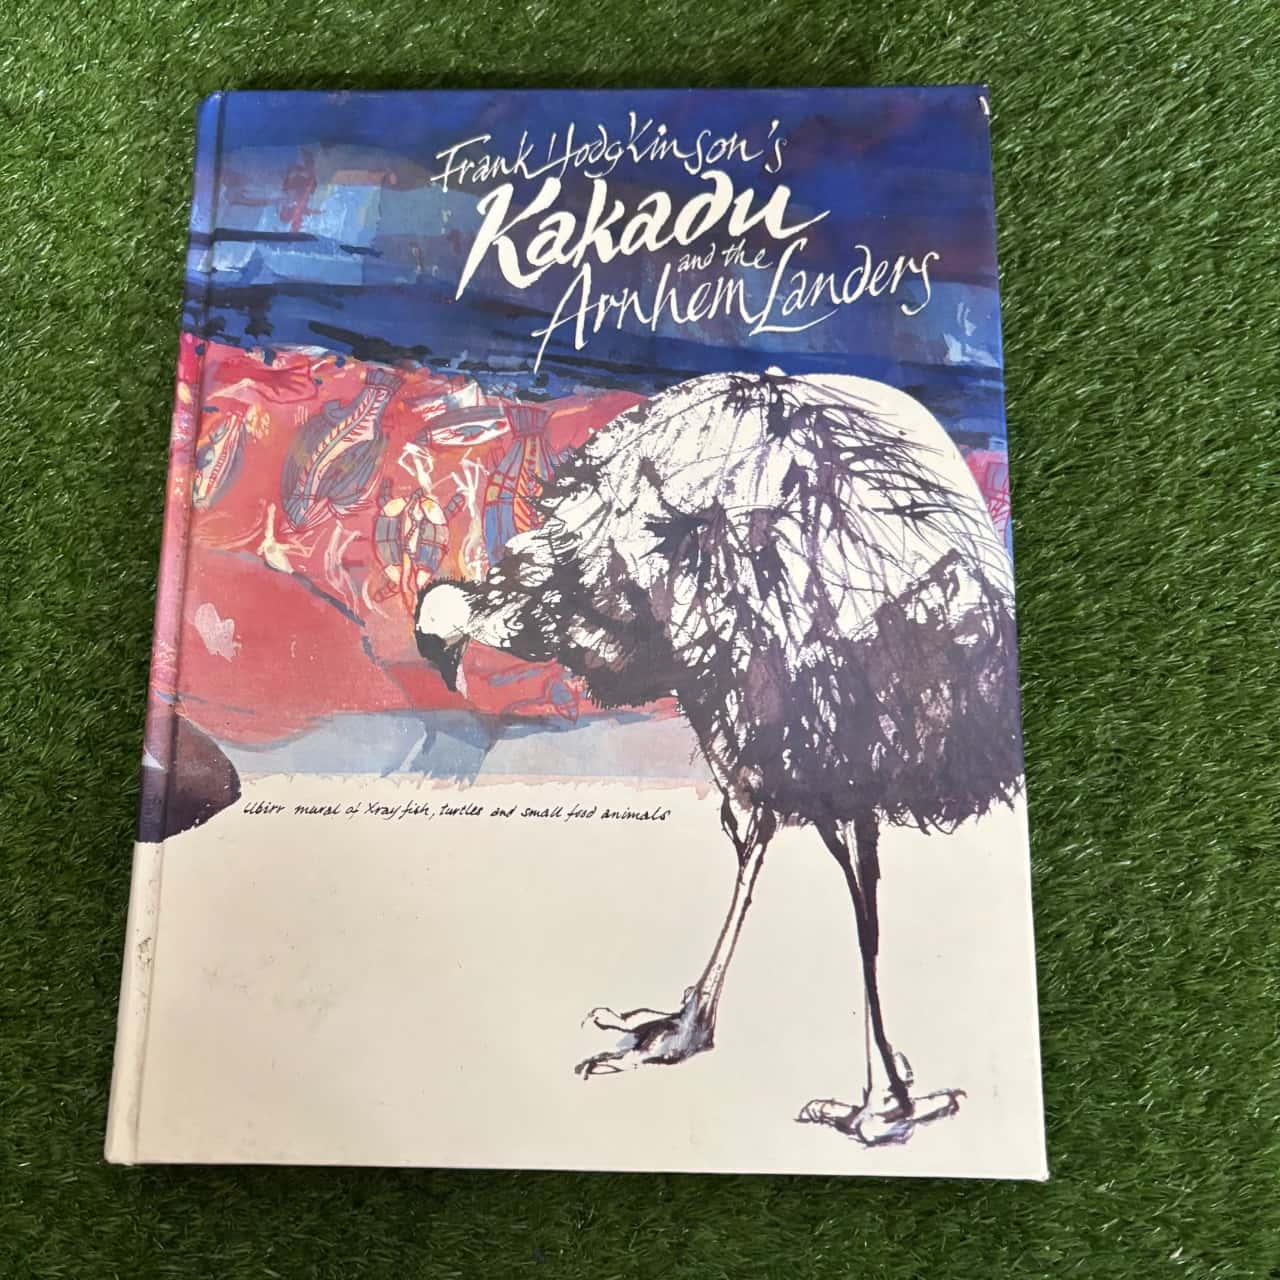 Frank Hodgkinson's
Kakadu
and the
Arnhem Landers
Ubirr mural of Xray fish, turtles and small food animals